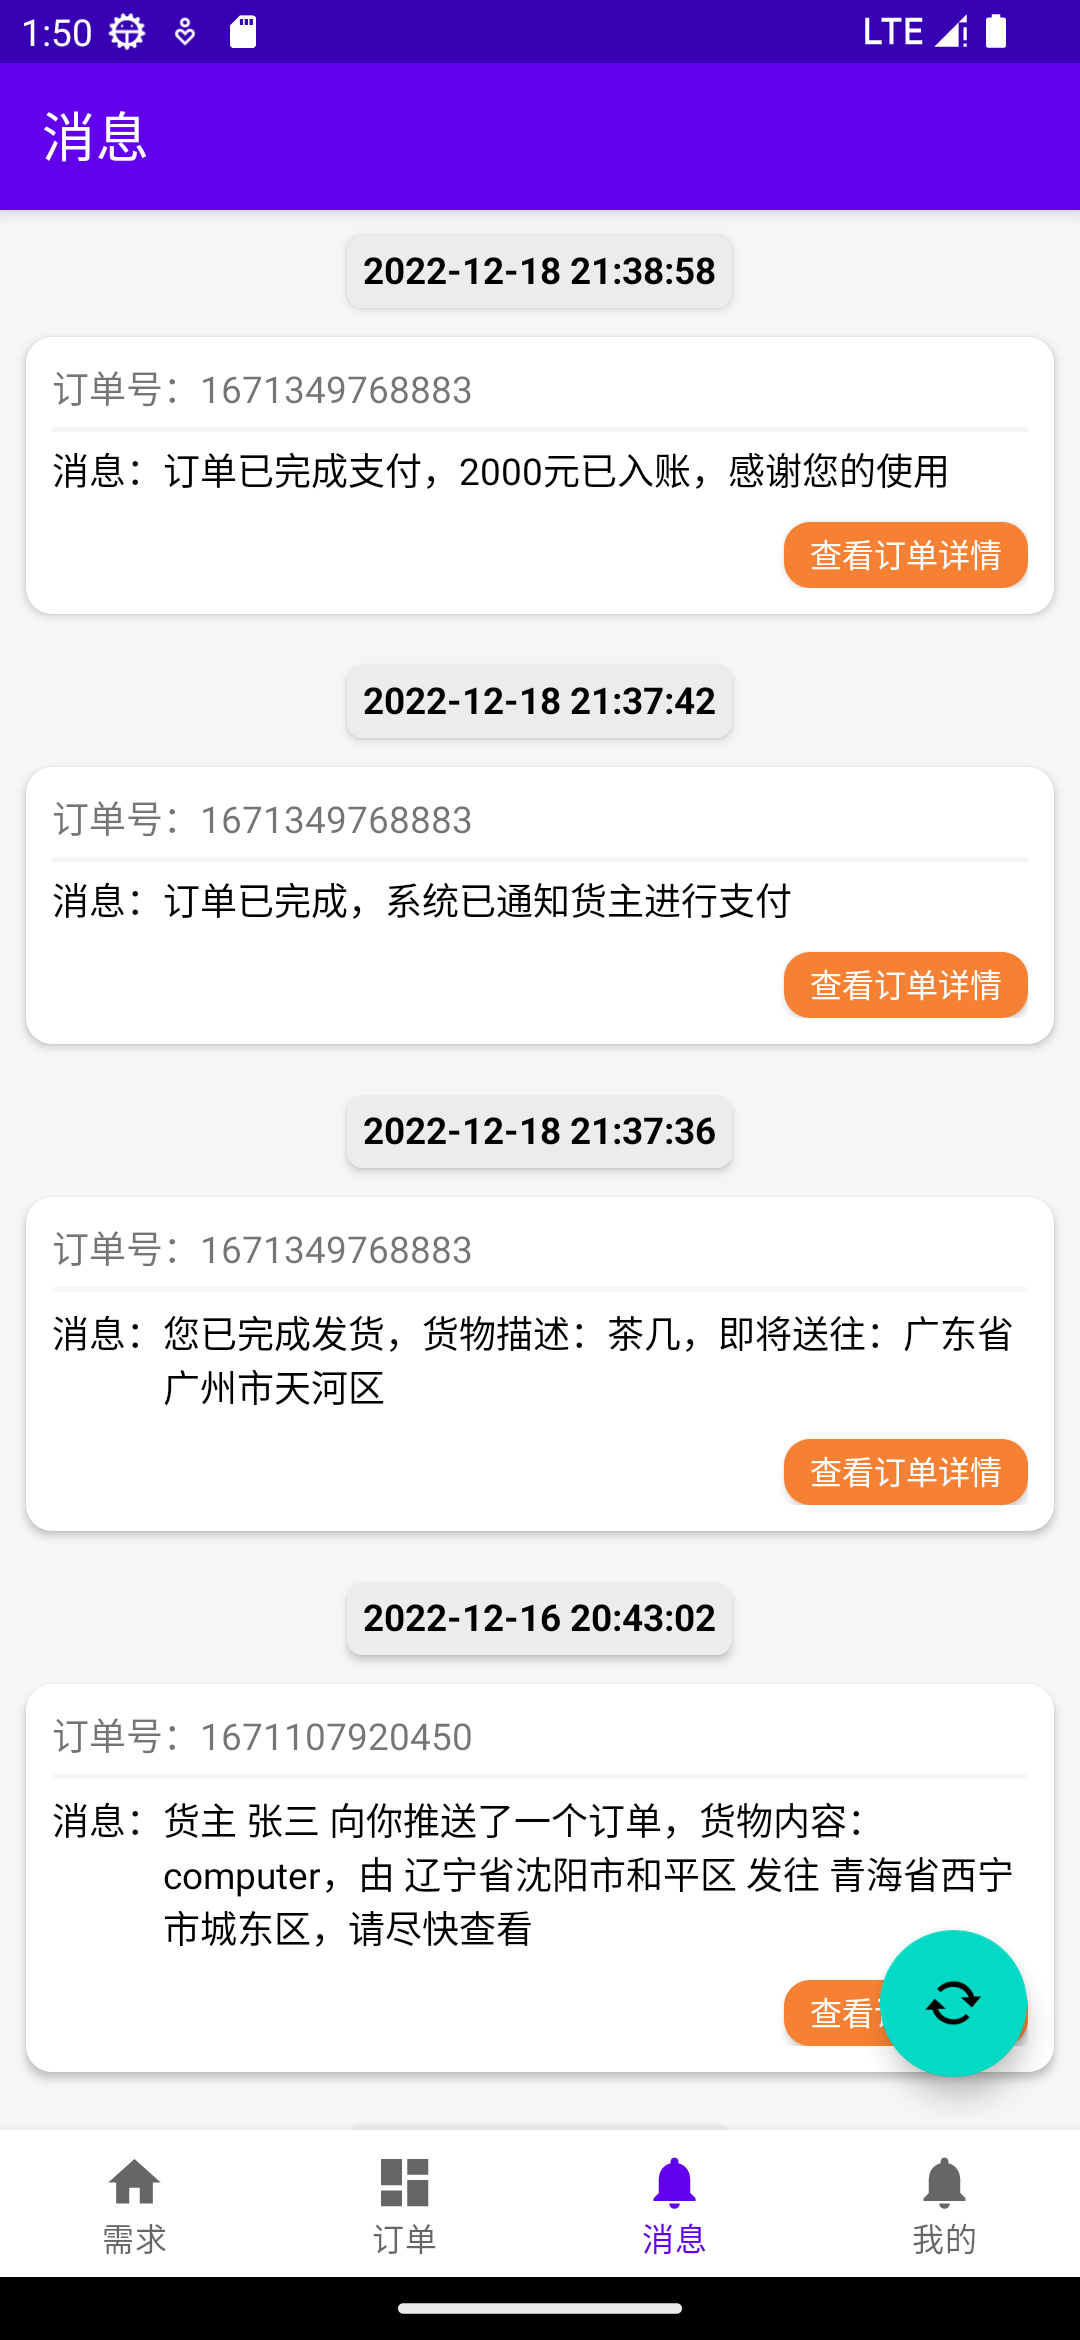 1:50
LTE
消息
2022-12-18 21:38:58
订单号：1671349768883
消息：订单已完成支付，2000元已入账，感谢您的使用
查看订单详情
2022-12-18 21:37:42
订单号：1671349768883
消息：订单已完成，系统已通知货主进行支付
查看订单详情
2022-12-18 21:37:36
订单号：1671349768883
消息：您已完成发货，货物描述：茶几，即将送往：广东省
广州市天河区
查看订单详情
2022-12-16 20:43:02
订单号：1671107920450
消息：货主 张三 向你推送了一个订单，货物内容：
computer，由 辽宁省沈阳市和平区 发往 青海省西宁
市城东区，请尽快查看
查看
需求
订单
消息
我的